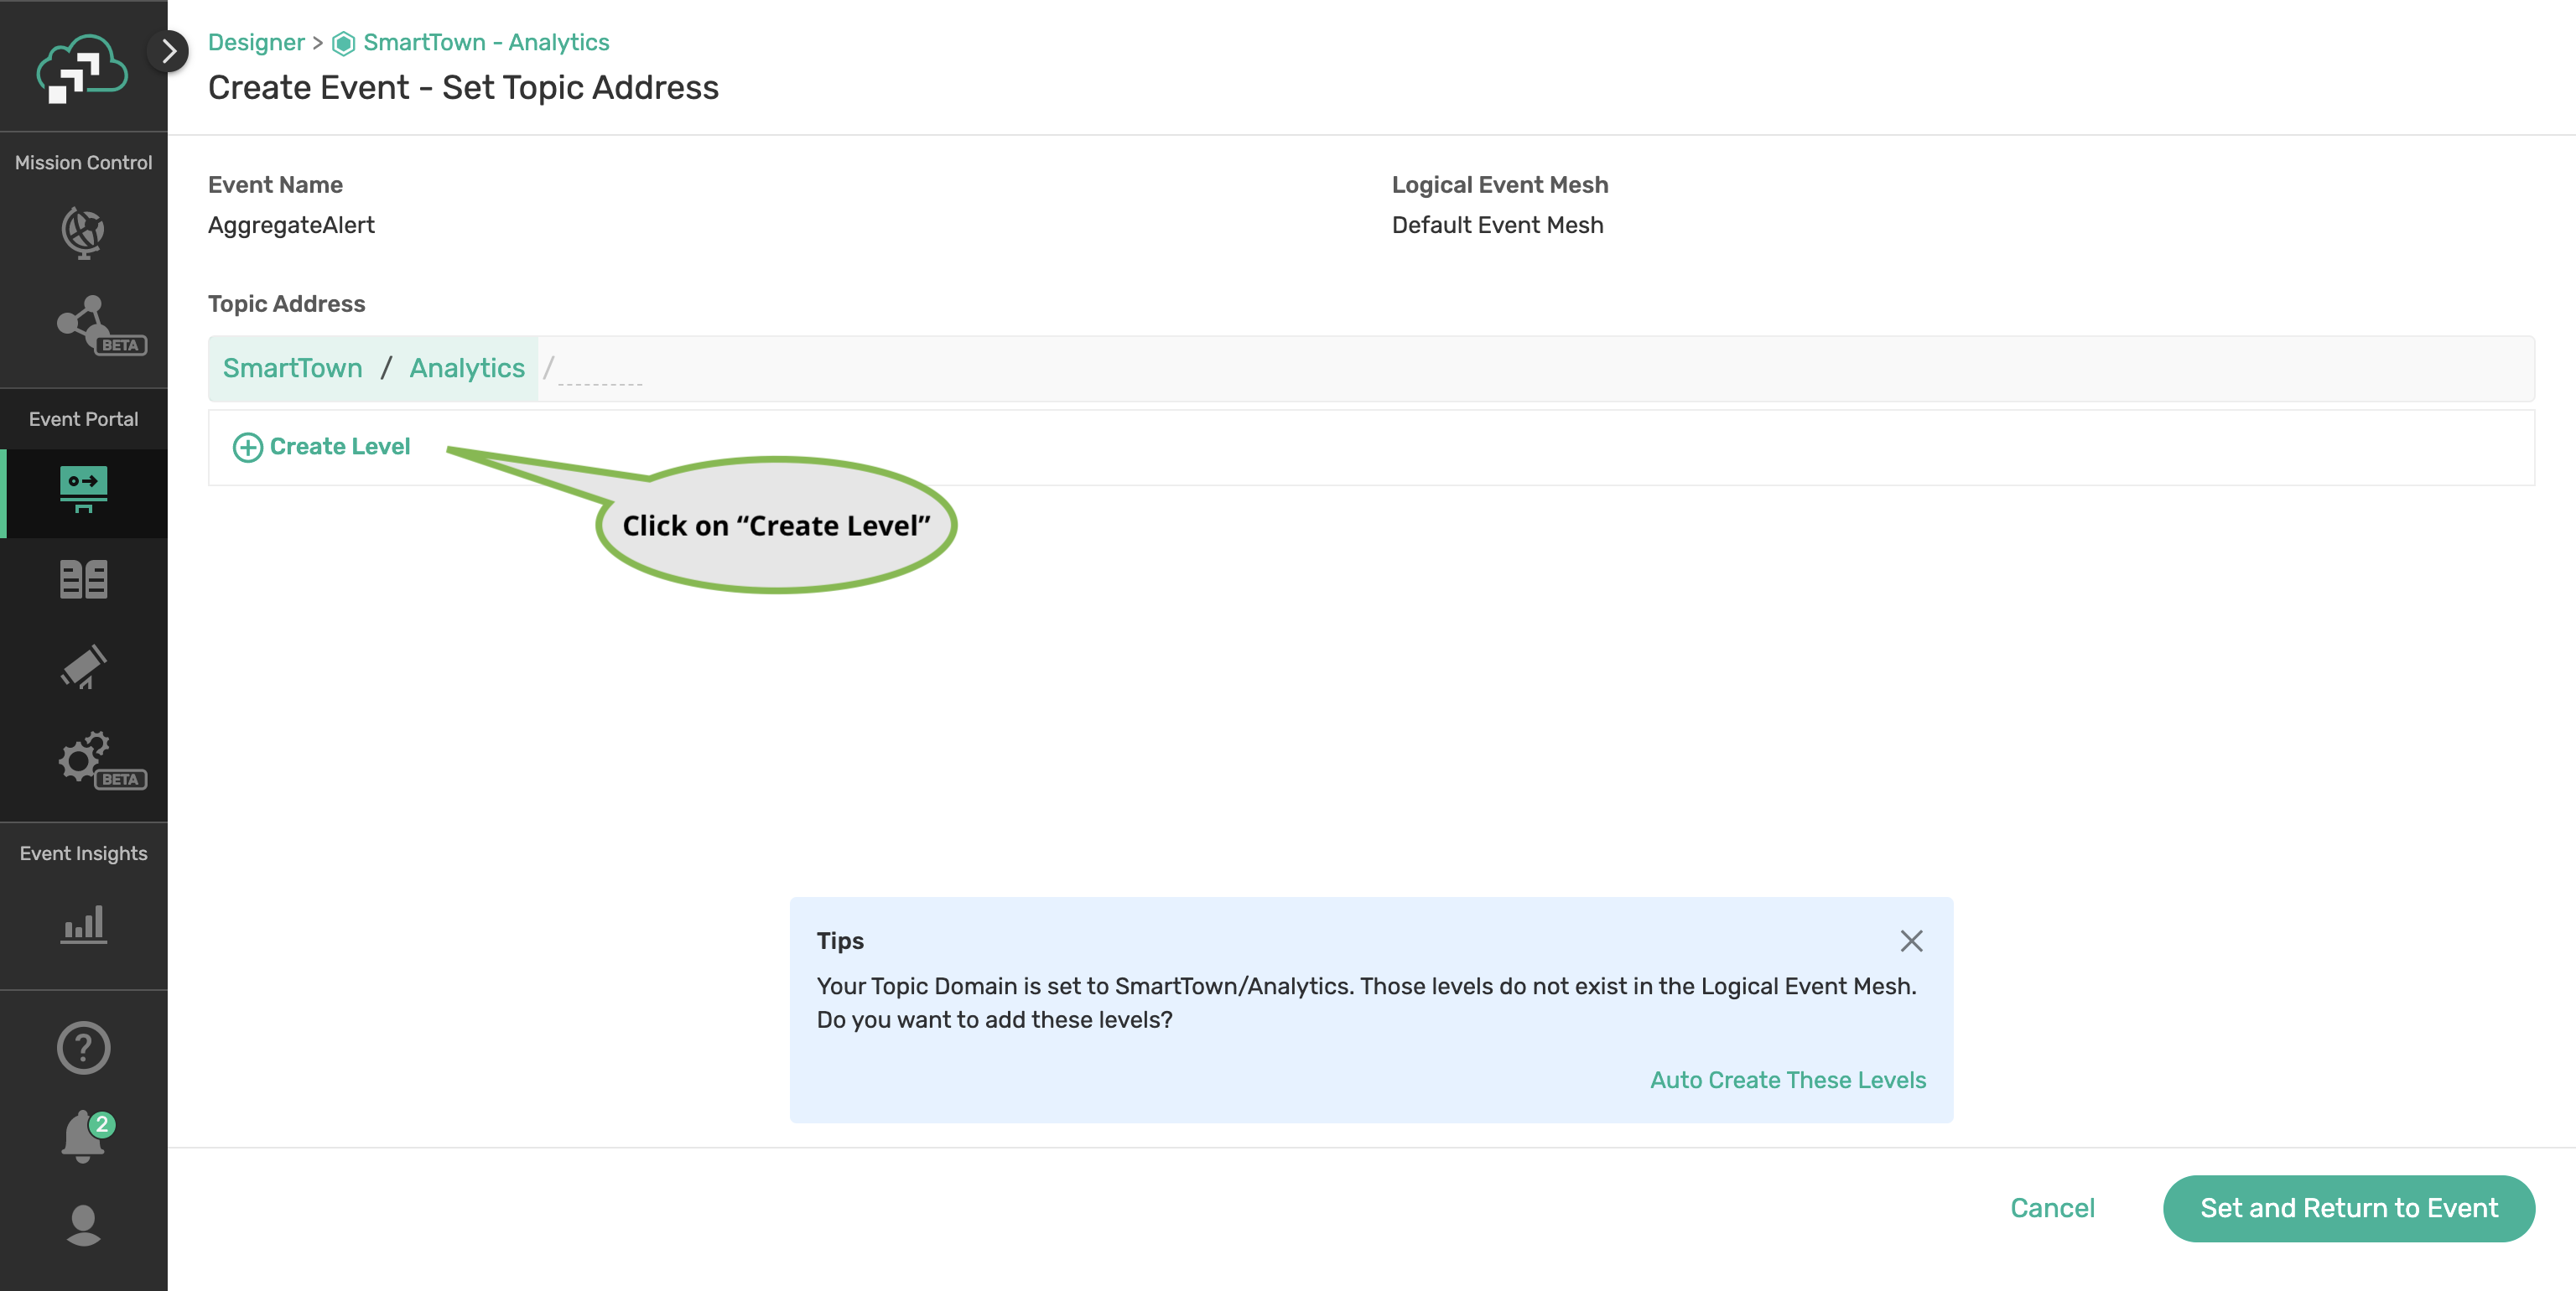 Designer > SmartTown - Analytics
Create Event - Set Topic Address
Mission Control
BETA
Event Portal
BETA
Event Insights
2
Event Name
AggregateAlert
Logical Event Mesh
Default Event Mesh
Topic Address
SmartTown / Analytics /
Create Level
Click on “Create Level”
Tips
Your Topic Domain is set to SmartTown/Analytics. Those levels do not exist in the Logical Event Mesh.
Do you want to add these levels?
Auto Create These Levels
Cancel
Set and Return to Event